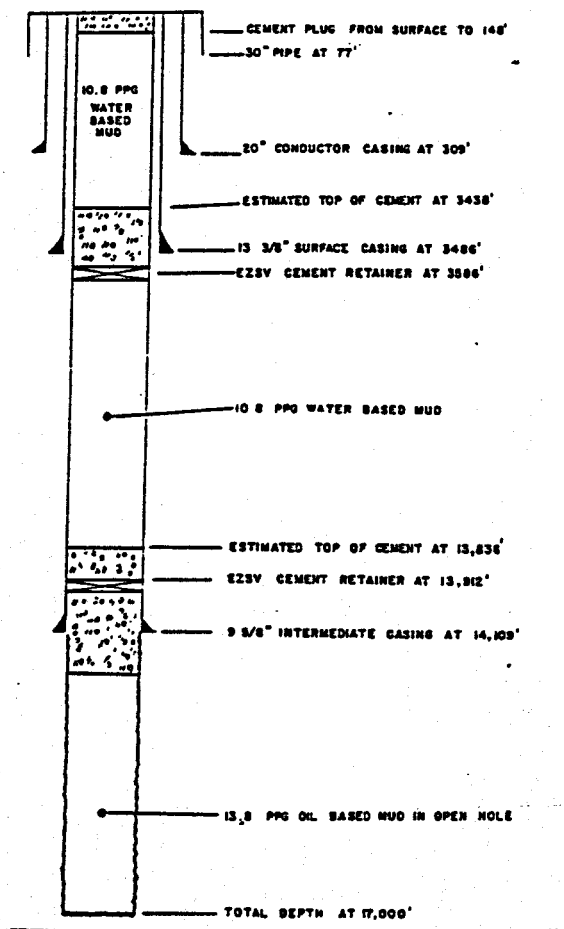 CEMENT PLUG FROM SURFACE TO 148'
30" PIPE AT 77'
10.8 PPG
WATER
BASED
MUD
20" CONDUCTOR CASING AT 309'
ESTIMATED TOP OF CEMENT AT 3438'
13 3/8" SURFACE CASING AT 3486'
EZSV CEMENT RETAINER AT 3586'
10 8 PPG WATER BASED MUD
ESTIMATED TOP OF CEMENT AT 13,836'
EZSV CEMENT RETAINER AT 13,912'
9 5/8" INTERMEDIATE CASING AT 14,109'
13.8 PPG OIL BASED MUD IN OPEN HOLE
TOTAL DEPTH AT 17,000'